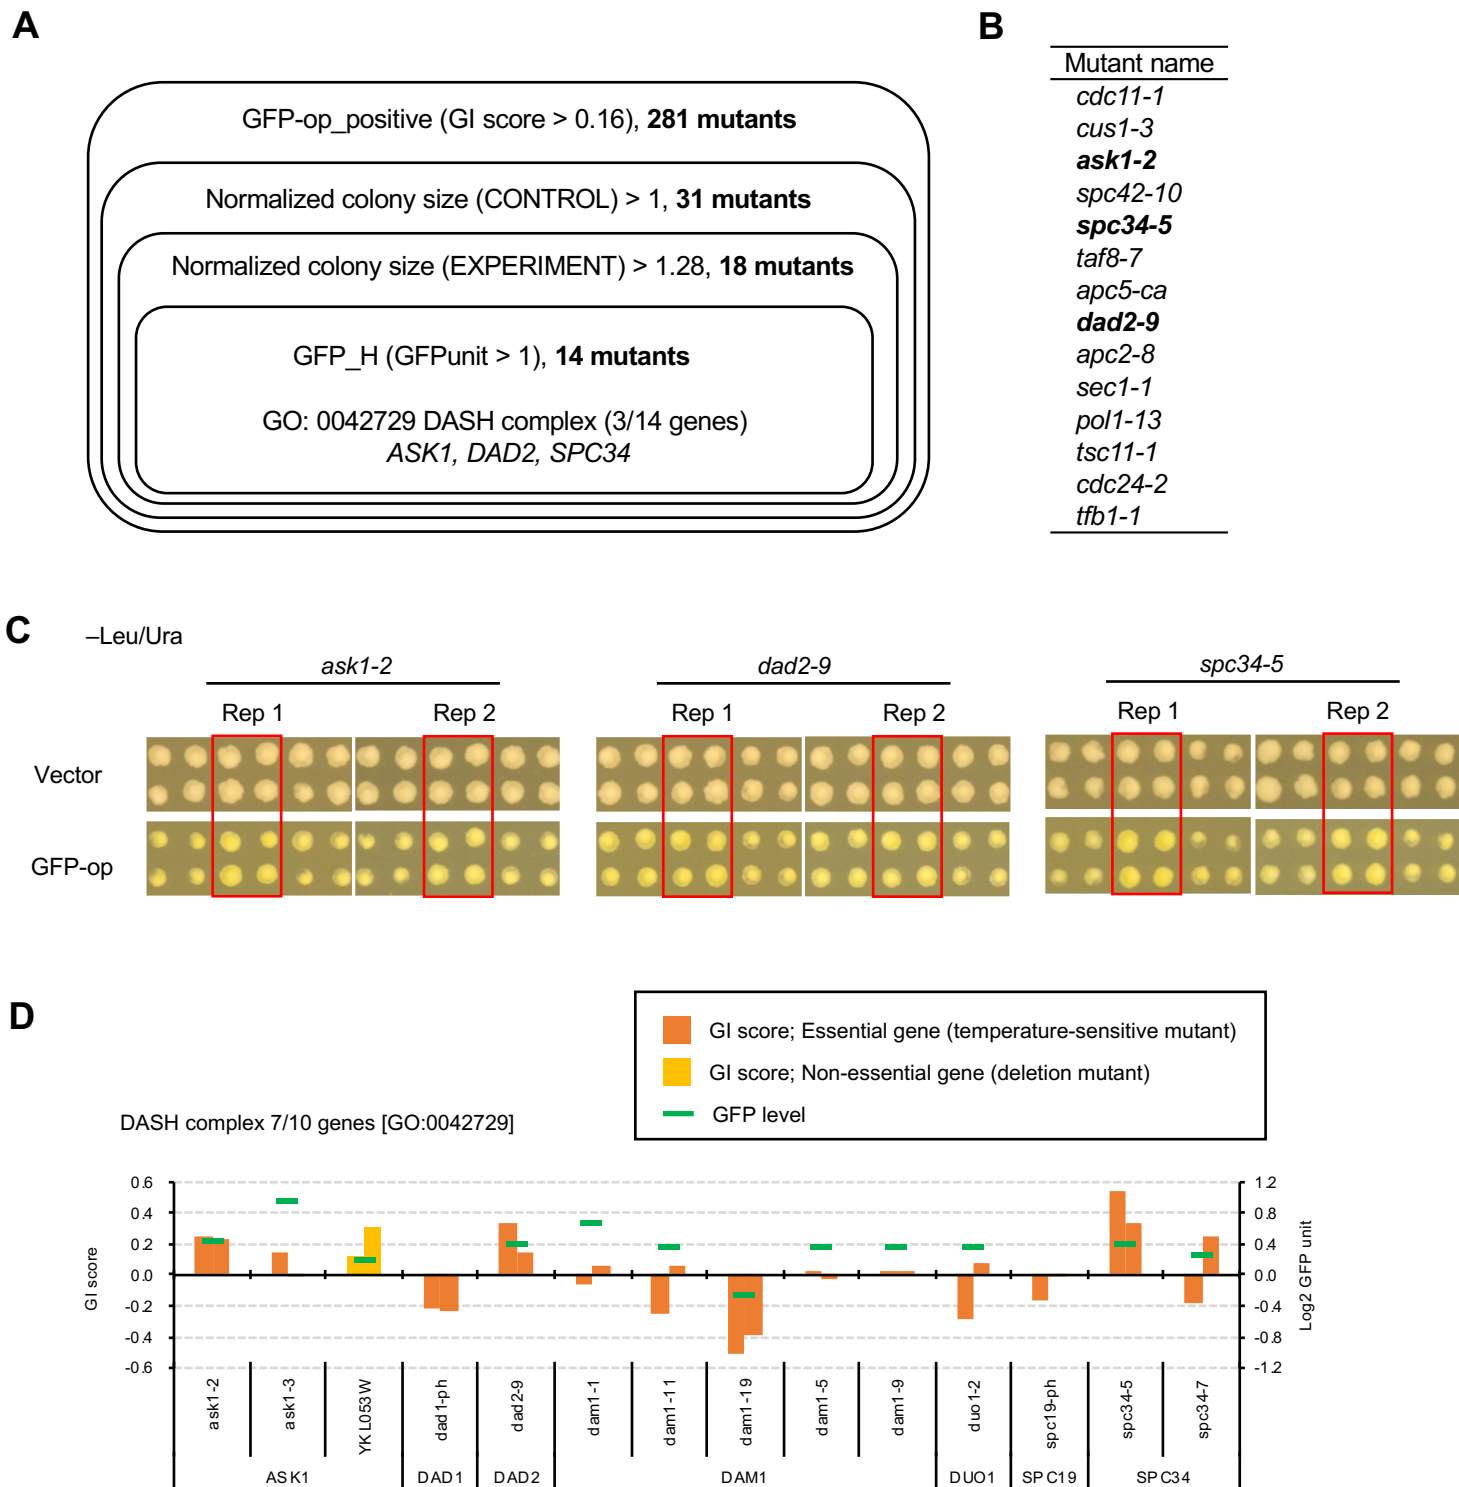 A
GFP-op_positive (GI score > 0.16), 281 mutants
Normalized colony size (CONTROL) > 1, 31 mutants
Normalized colony size (EXPERIMENT) > 1.28, 18 mutants
GFP_H (GFPunit > 1), 14 mutants
GO: 0042729 DASH complex (3/14 genes)
ASK1, DAD2, SPC34
B
Mutant name
cdc11-1
cus1-3
ask1-2
spc42-10
spc34-5
taf8-7
apc5-ca
dad2-9
apc2-8
sec1-1
pol1-13
tsc11-1
cdc24-2
tfb1-1
C
–Leu/Ura
ask1-2
dad2-9
spc34-5
Rep 1
Rep 2
Rep 1
Rep 2
Rep 1
Rep 2
Vector
GFP-op
D
GI score; Essential gene (temperature-sensitive mutant)
GI score; Non-essential gene (deletion mutant)
GFP level
DASH complex 7/10 genes [GO:0042729]
GI score
0.6
0.4
0.2
0.0
-0.2
-0.4
-0.6
1.2
0.8
0.4
0.0
-0.4
-0.8
-1.2
Log2 GFP unit
ask1-2
ask1-3
YKL053W
dad1-ph
dad2-9
dam1-1
dam1-11
dam1-19
dam1-5
dam1-9
duo1-2
spc19-ph
spc34-5
spc34-7
ASK1
DAD1
DAD2
DAM1
DUO1
SPC19
SPC34